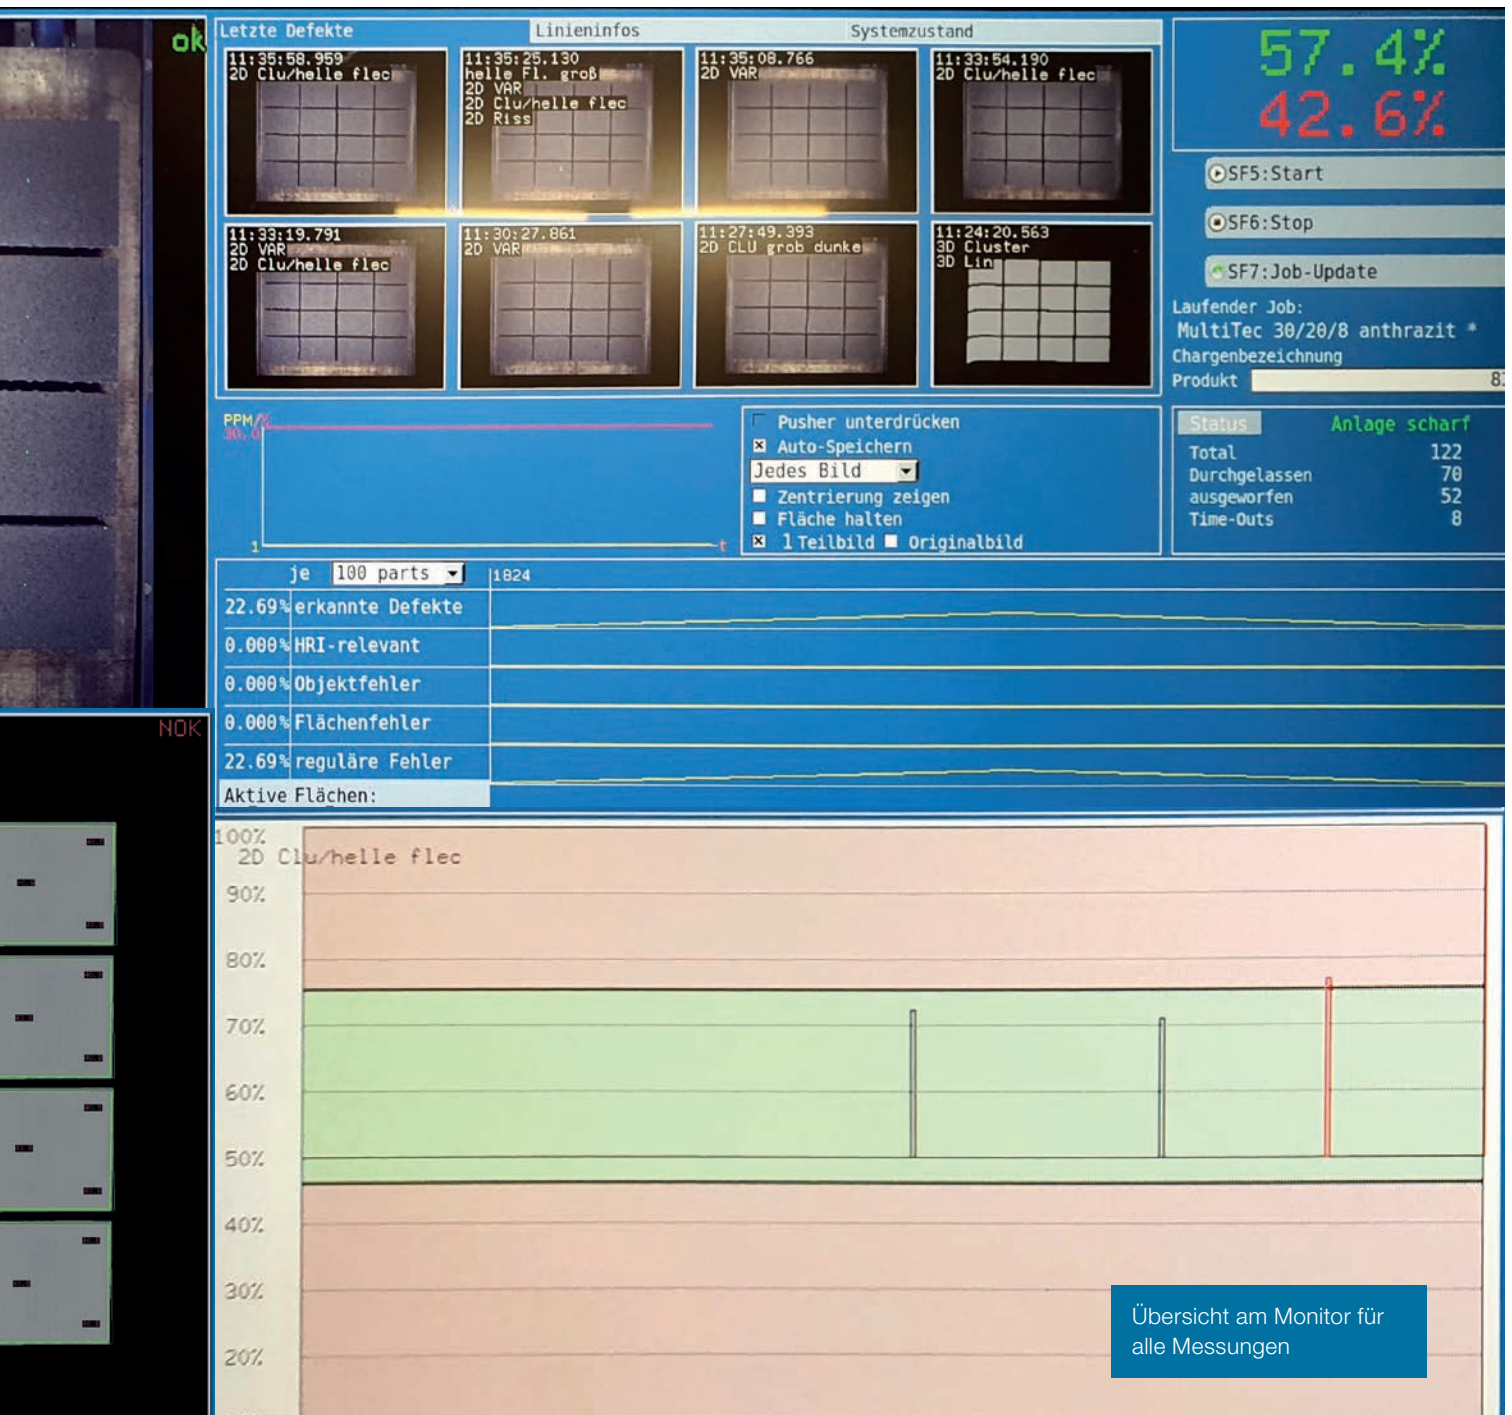 ok
Letzte Defekte
Linieninfos
Systemzustand
11:35:58.959
2D Clu/helle flec
11:35:25.130
helle Fl. groß
2D VAR
2D Clu/helle flec
2D Riss
11:35:08.766
2D VAR
11:33:54.190
2D Clu/helle flec
11:33:19.791
2D VAR
2D Clu/helle flec
11:30:27.861
2D VAR
11:27:49.393
2D CLU grob dunke
11:24:20.563
3D Cluster
3D Lin
57.4%
42.6%
SF5:Start
SF6:Stop
SF7:Job-Update
Laufender Job:
MultiTec 30/20/8 anthrazit *
Chargenbezeichnung
Produkt
PPM/%
30.0
1
t
Pusher unterdrücken
Auto-Speichern
Jedes Bild
Zentrierung zeigen
Fläche halten
1 Teilbild Originalbild
Status Anlage scharf
Total 122
Durchgelassen 70
ausgeworfen 52
Time-Outs 8
je 100 parts 1824
22.69% erkannte Defekte
0.000% HRI-relevant
0.000% Objektfehler
0.000% Flächenfehler
22.69% reguläre Fehler
Aktive Flächen:
NOK
100%
2D Clu/helle flec
90%
80%
70%
60%
50%
40%
30%
20%
Übersicht am Monitor für
alle Messungen